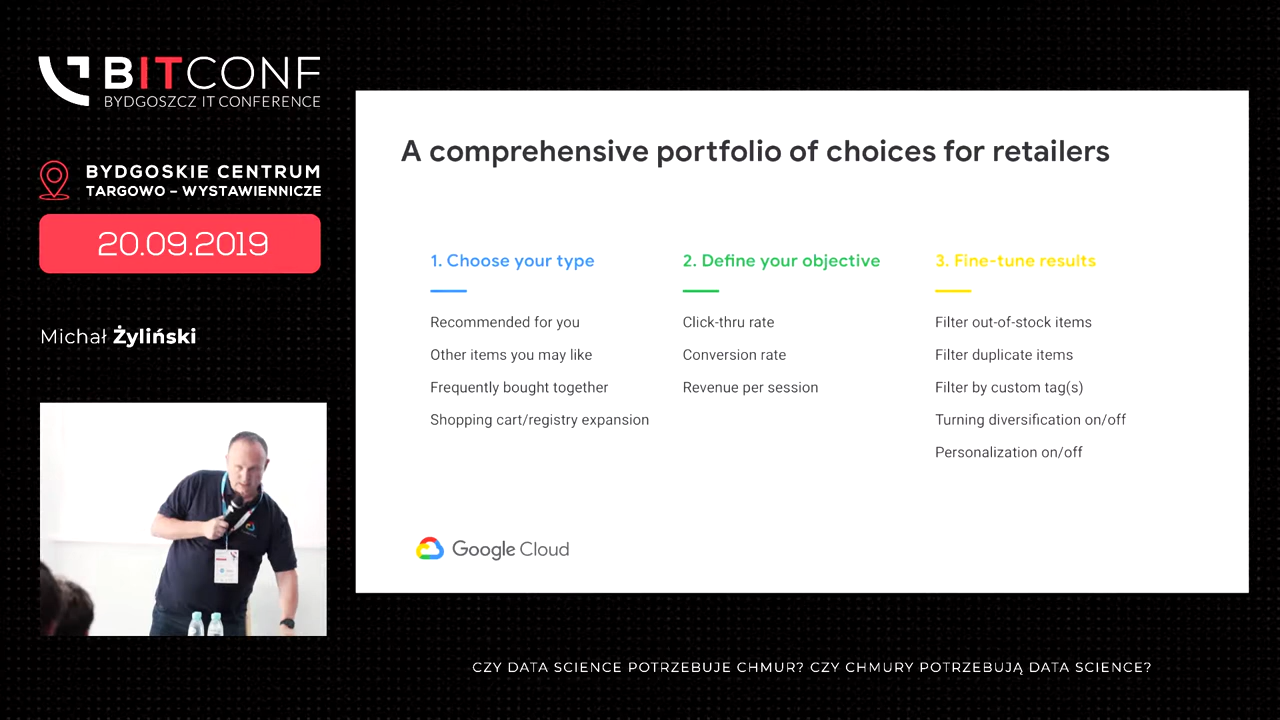 BITCONF
BYDGOSZCZ IT CONFERENCE
BYDGOSKIE CENTRUM
TARGOWO – WYSTAWIENNICZE
20.09.2019
Michał Żyliński
A comprehensive portfolio of choices for retailers
1. Choose your type
Recommended for you
Other items you may like
Frequently bought together
Shopping cart/registry expansion
2. Define your objective
Click-thru rate
Conversion rate
Revenue per session
3. Fine-tune results
Filter out-of-stock items
Filter duplicate items
Filter by custom tag(s)
Turning diversification on/off
Personalization on/off
Google Cloud
CZY DATA SCIENCE POTRZEBUJE CHMUR? CZY CHMURY POTRZEBUJĄ DATA SCIENCE?